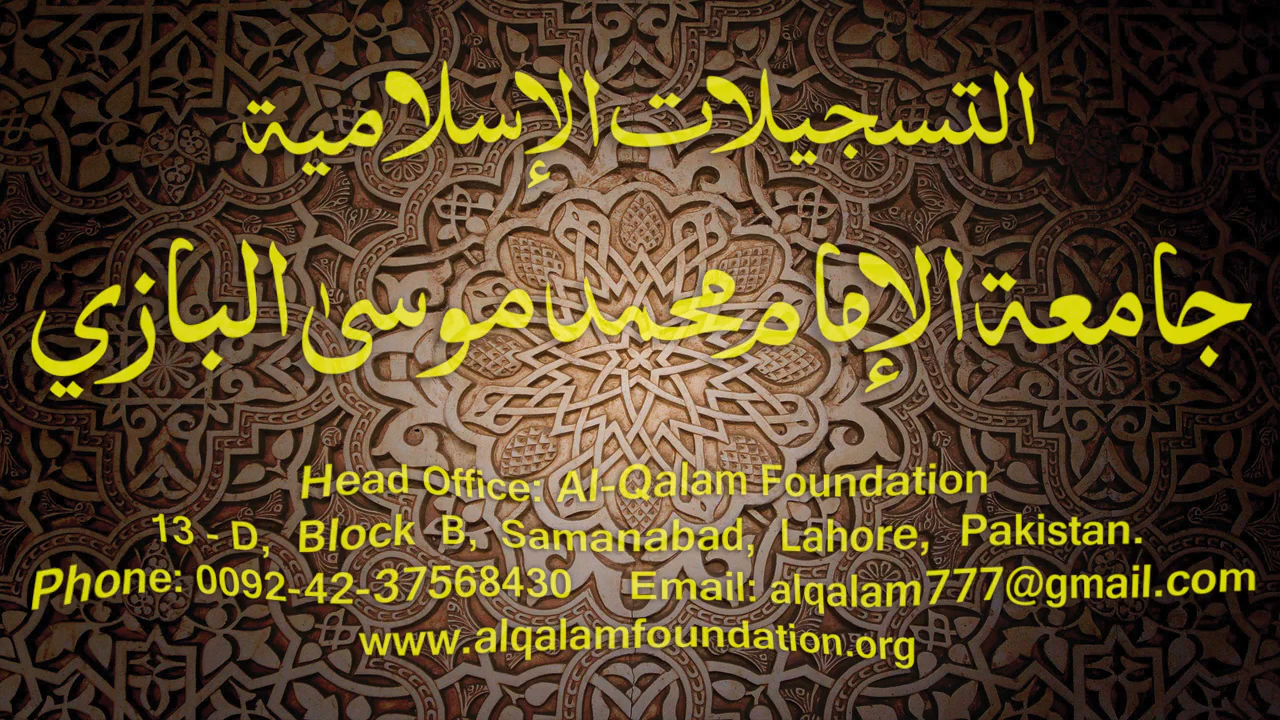 التسجيلات الإسلامية
جامعة الإمام محمد موسى البازي
Head Office: Al-Qalam Foundation
13 - D, Block B, Samanabad, Lahore, Pakistan.
Phone: 0092-42-37568430 Email: alqalam777@gmail.com
www.alqalamfoundation.org